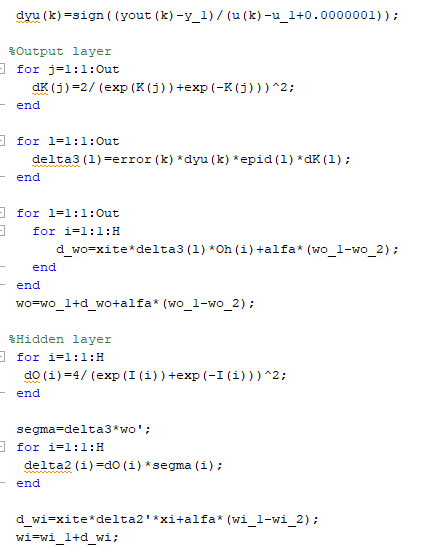 dyu(k)=sign((yout(k)-y_1)/(u(k)-u_1+0.0000001));
%Output layer
for j=1:1:Out
dK(j)=2/(exp(K(j))+exp(-K(j)))^2;
end
for l=1:1:Out
delta3(l)=error(k)*dyu(k)*epid(l)*dK(l);
end
for l=1:1:Out
for i=1:1:H
d_wo=xite*delta3(l)*Oh(i)+alfa*(wo_1-wo_2);
end
end
wo=wo_1+d_wo+alfa*(wo_1-wo_2);
%Hidden layer
for i=1:1:H
dO(i)=4/(exp(I(i))+exp(-I(i)))^2;
end
segma=delta3*wo';
for i=1:1:H
delta2(i)=dO(i)*segma(i);
end
d_wi=xite*delta2'*xi+alfa*(wi_1-wi_2);
wi=wi_1+d_wi;